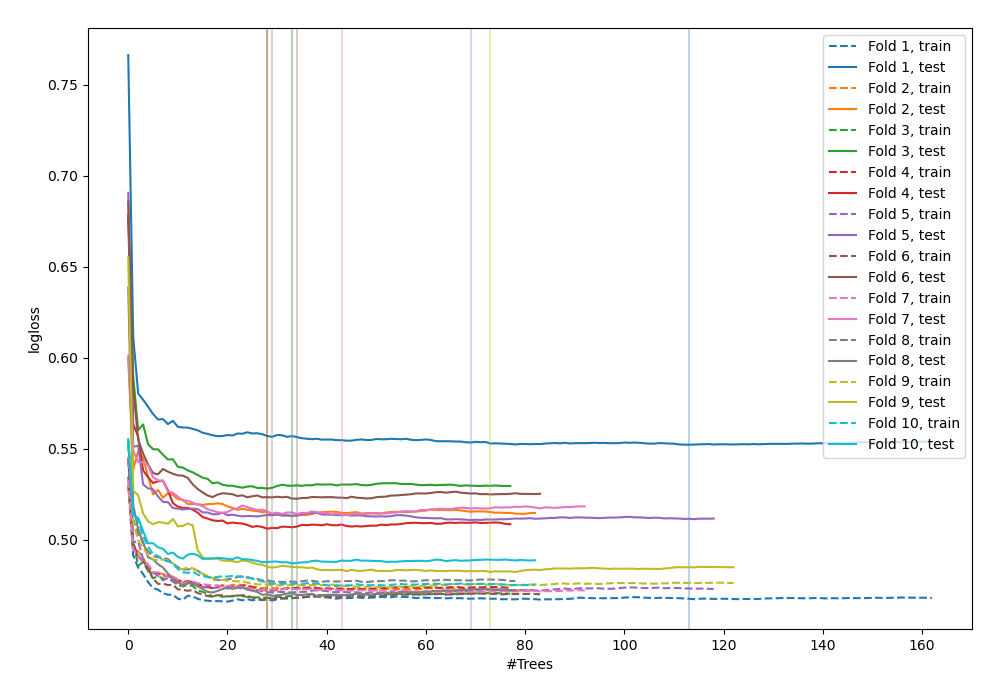 0.75
0.70
0.65
0.60
0.55
0.50
logloss
0 20 40 60 80 100 120 140 160
#Trees
Fold 1, train
Fold 1, test
Fold 2, train
Fold 2, test
Fold 3, train
Fold 3, test
Fold 4, train
Fold 4, test
Fold 5, train
Fold 5, test
Fold 6, train
Fold 6, test
Fold 7, train
Fold 7, test
Fold 8, train
Fold 8, test
Fold 9, train
Fold 9, test
Fold 10, train
Fold 10, test